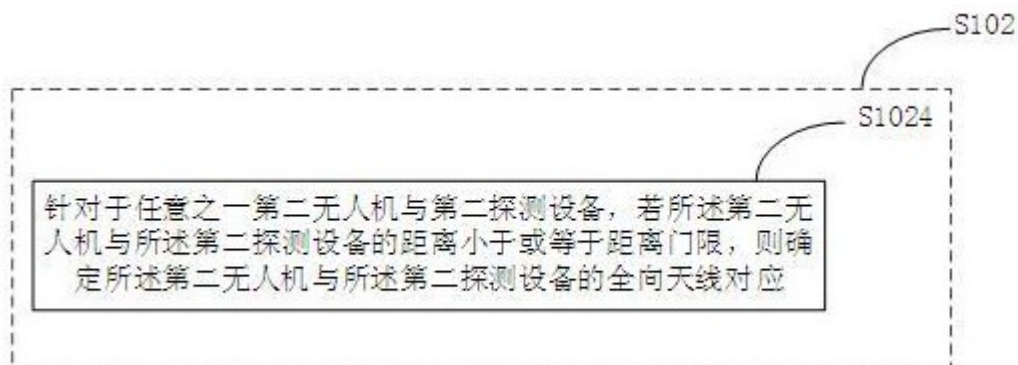 S102
S1024
针对于任意之一第二无人机与第二探测设备，若所述第二无
人机与所述第二探测设备的距离小于或等于距离门限，则确
定所述第二无人机与所述第二探测设备的全向天线对应